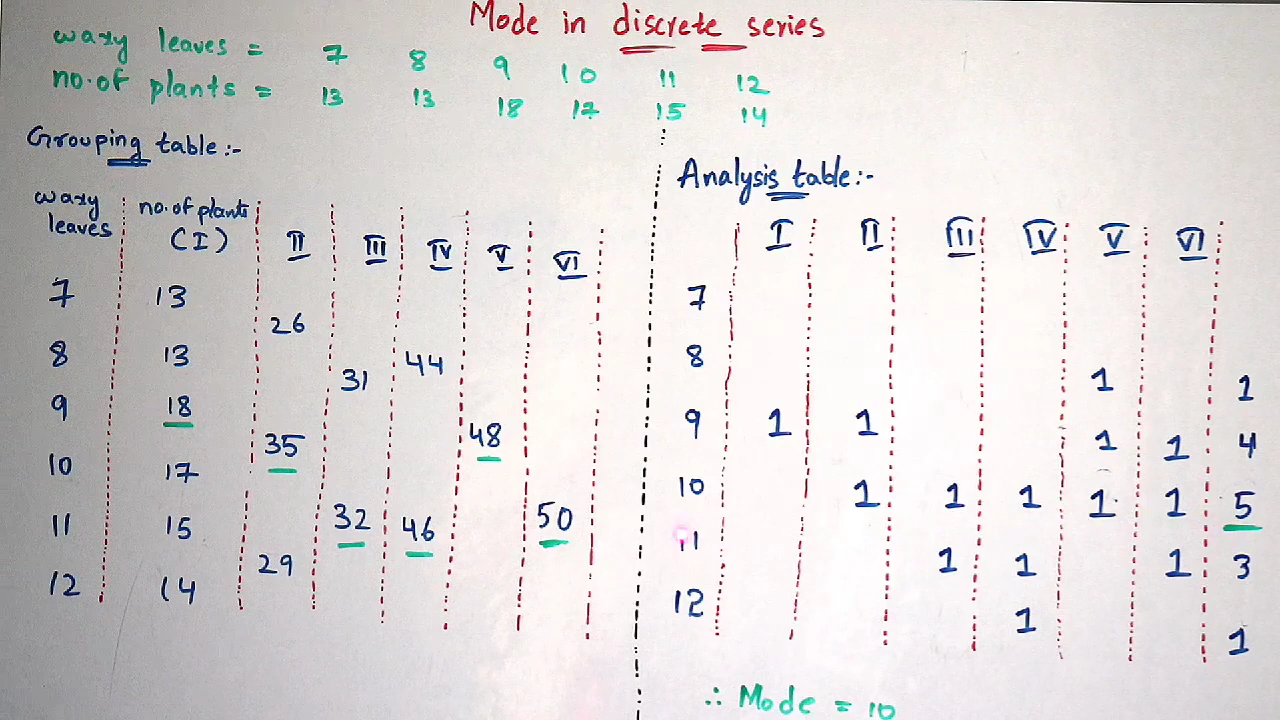 Mode in discrete series
waxy leaves = 7 8 9 10 11 12
no.of plants = 13 13 18 17 15 14
Grouping table:-
waxy leaves no.of plants (I) II III IV V VI
7 13
26
8 13 44
31
9 18
35 48
10 17
32 46 50
11 15
29
12 14
Analysis table:-
I II III IV V VI
7
8 1 1
9 1 1 1 1 4
10 1 1 1 1 1 5
11 1 1 1 3
12 1 1
∴ Mode = 10